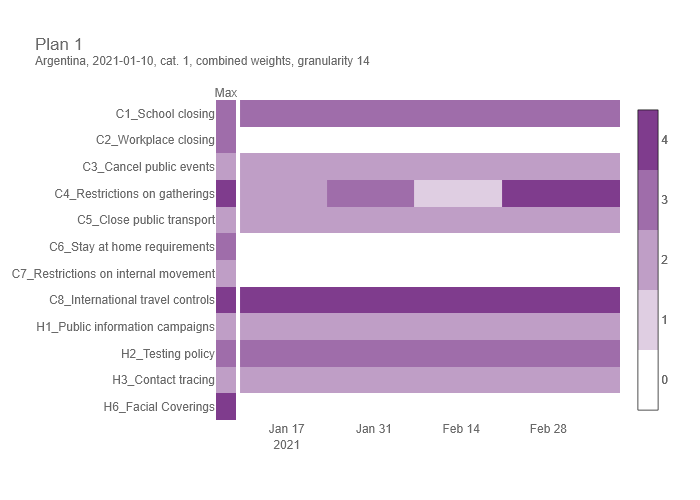 Plan 1
Argentina, 2021-01-10, cat. 1, combined weights, granularity 14
Max
C1_School closing
C2_Workplace closing
C3_Cancel public events
C4_Restrictions on gatherings
C5_Close public transport
C6_Stay at home requirements
C7_Restrictions on internal movement
C8_International travel controls
H1_Public information campaigns
H2_Testing policy
H3_Contact tracing
H6_Facial Coverings
Jan 17
2021
Jan 31
Feb 14
Feb 28
4
3
2
1
0